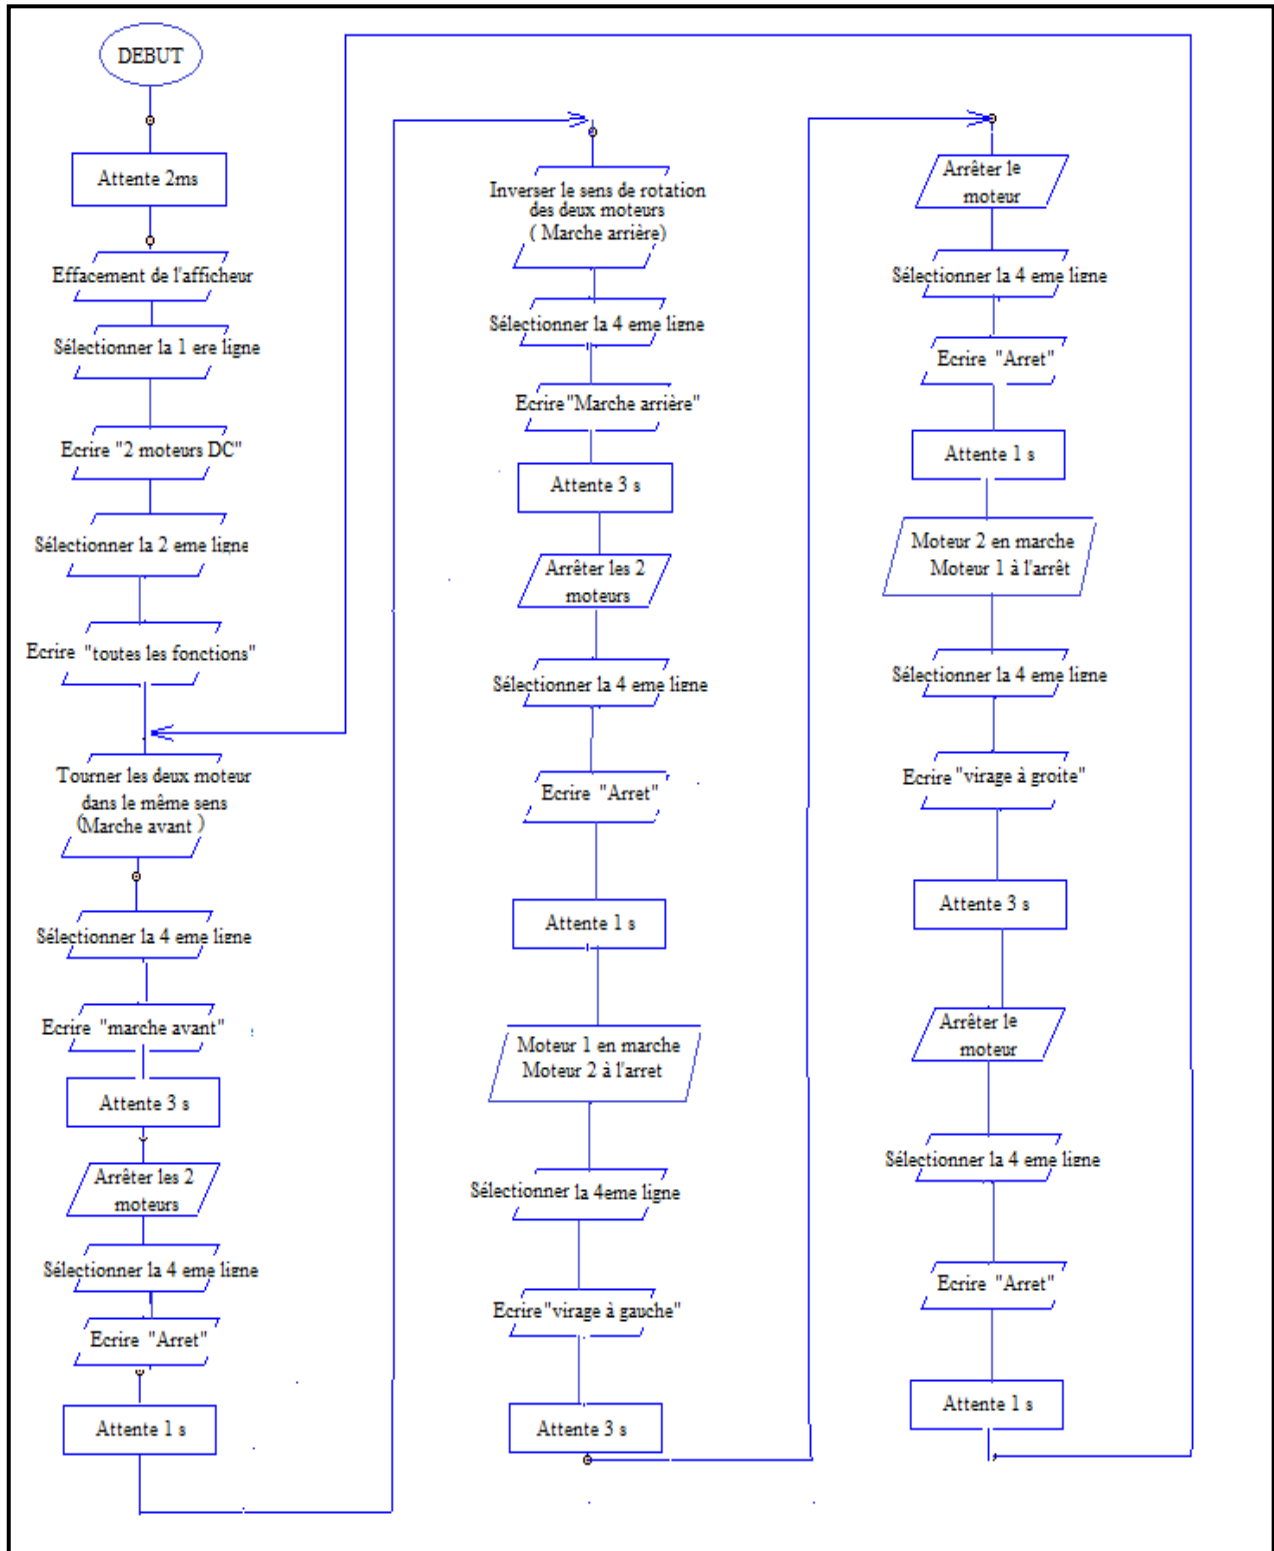 DEBUT
Attente 2ms
Effacement de l'afficheur
Sélectionner la 1 ere ligne
Ecrire "2 moteurs DC"
Sélectionner la 2 eme ligne
Ecrire "toutes les fonctions"
Tourner les deux moteur
dans le même sens
(Marche avant )
Sélectionner la 4 eme ligne
Ecrire "marche avant"
Attente 3 s
Arrêter les 2
moteurs
Sélectionner la 4 eme ligne
Ecrire "Arret"
Attente 1 s
Inverser le sens de rotation
des deux moteurs
( Marche arrière)
Sélectionner la 4 eme ligne
Ecrire "Marche arrière"
Attente 3 s
Arrêter les 2
moteurs
Sélectionner la 4 eme ligne
Ecrire "Arret"
Attente 1 s
Moteur 1 en marche
Moteur 2 à l'arret
Sélectionner la 4eme ligne
Ecrire "virage à gauche"
Attente 3 s
Arrêter le
moteur
Sélectionner la 4 eme ligne
Ecrire "Arret"
Attente 1 s
Moteur 2 en marche
Moteur 1 à l'arrêt
Sélectionner la 4 eme ligne
Ecrire "virage à groite"
Attente 3 s
Arrêter le
moteur
Sélectionner la 4 eme ligne
Ecrire "Arret"
Attente 1 s